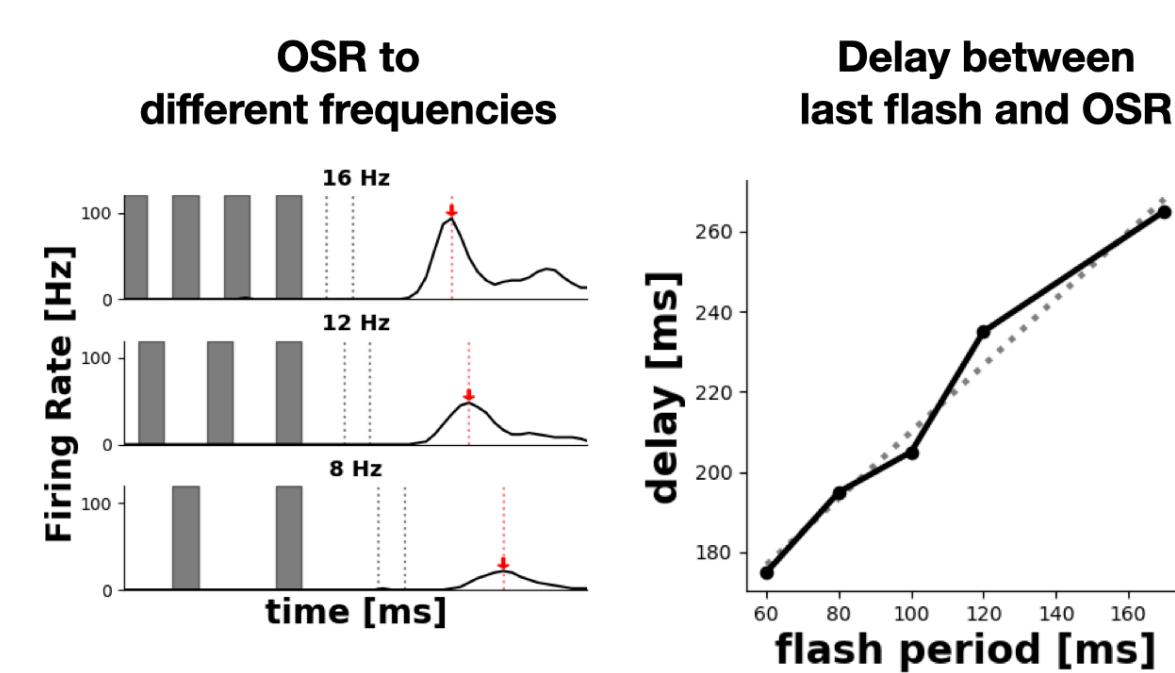 OSR to
different frequencies
16 Hz
100
0
12 Hz
100
0
8 Hz
100
0
Firing Rate [Hz]
time [ms]
Delay between
last flash and OSR
260
240
220
200
180
delay [ms]
60 80 100 120 140 160
flash period [ms]